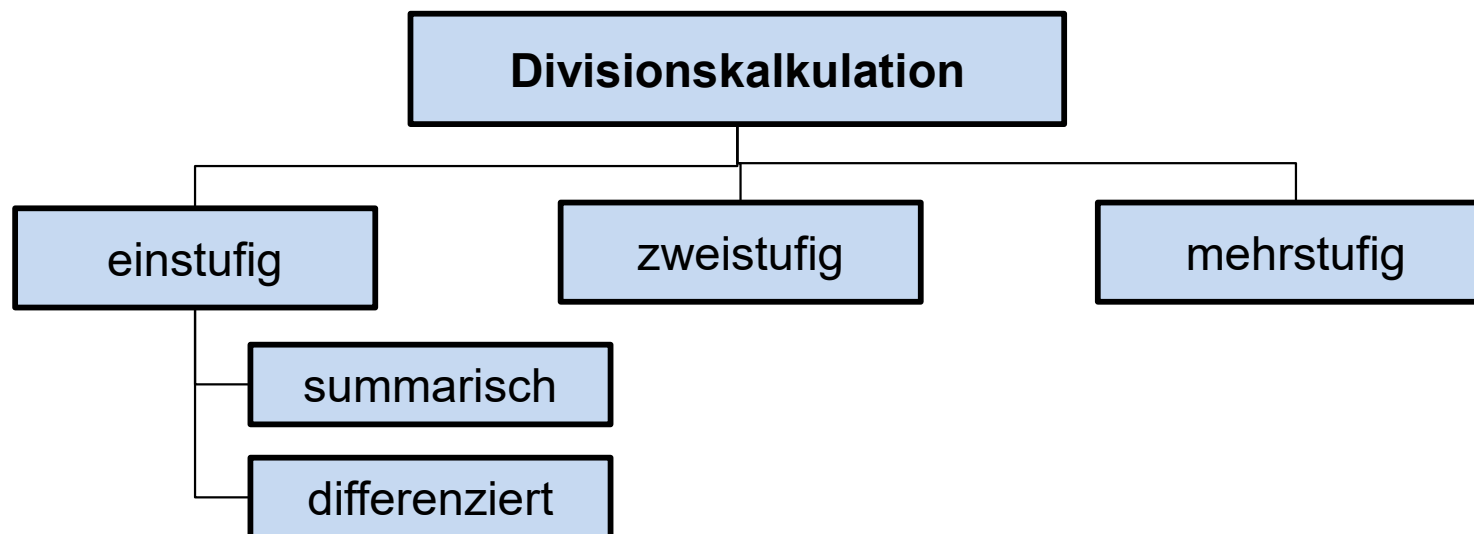 Divisionskalkulation
einstufig
zweistufig
mehrstufig
summarisch
differenziert